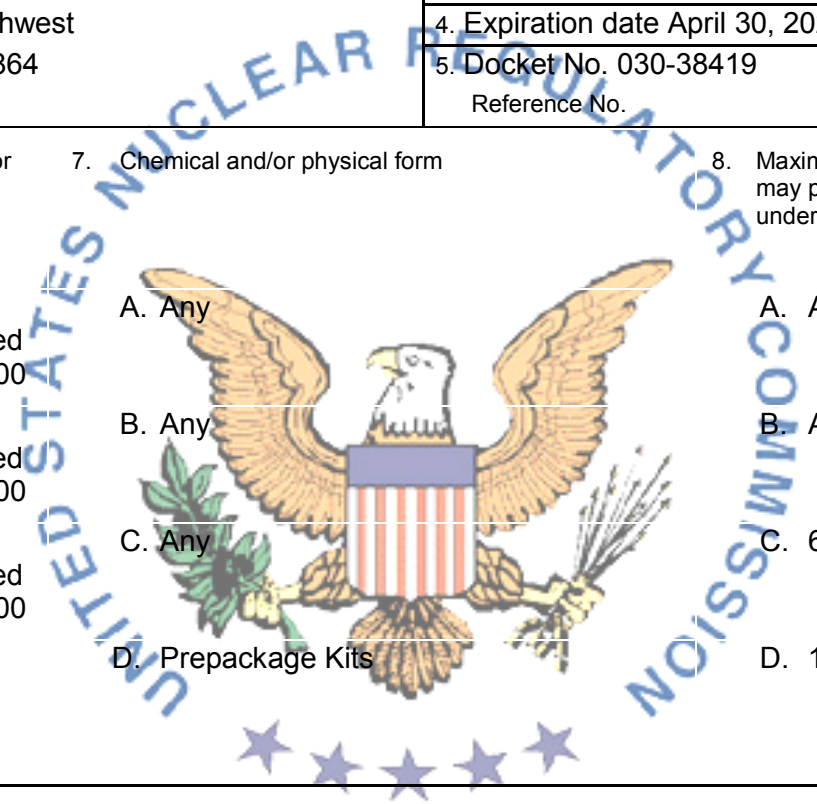 hwest
364
4. Expiration date April 30, 20
5. Docket No. 030-38419
Reference No.
or 7. Chemical and/or physical form 8. Maxim
may p
under
UNITED STATES NUCLEAR REGULATORY COMMISSION
A. Any A. A
ed
00
B. Any B. A
ed
00
C. Any C. 6
ed
00
D. Prepackage Kits D. 1